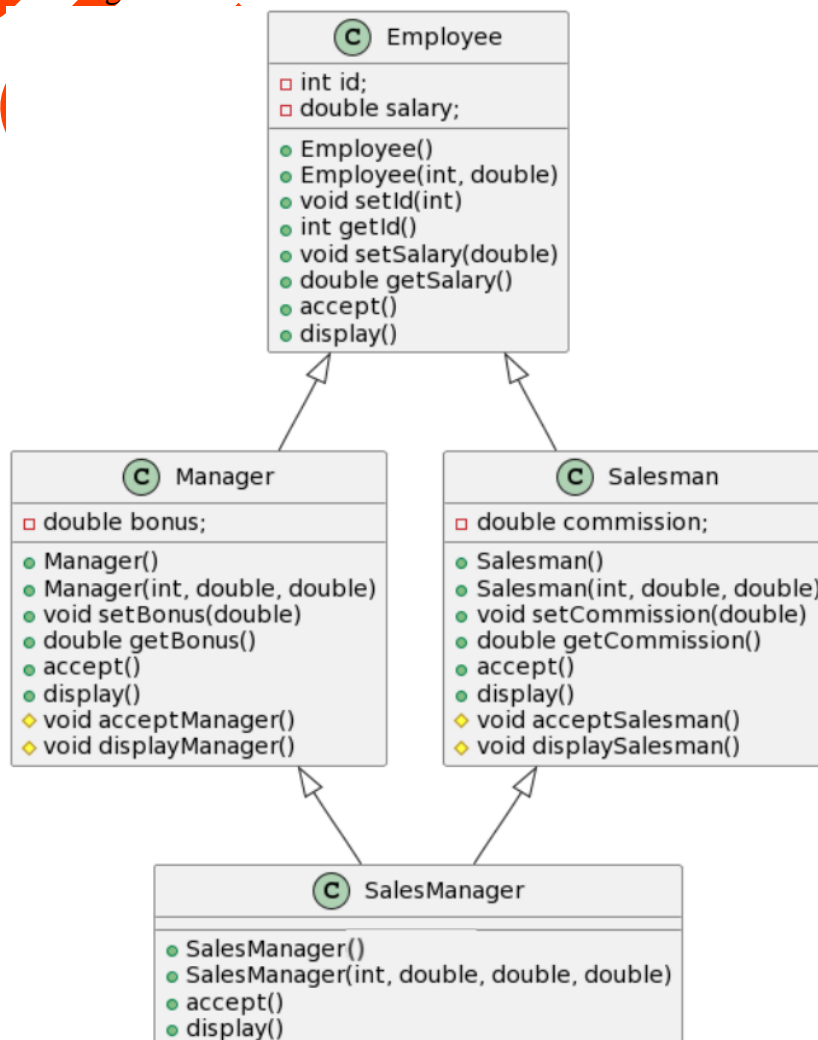 C Employee
int id;
double salary;
Employee()
Employee(int, double)
void setId(int)
int getId()
void setSalary(double)
double getSalary()
accept()
display()
C Manager
double bonus;
Manager()
Manager(int, double, double)
void setBonus(double)
double getBonus()
accept()
display()
void acceptManager()
void displayManager()
C Salesman
double commission;
Salesman()
Salesman(int, double, double)
void setCommission(double)
double getCommission()
accept()
display()
void acceptSalesman()
void displaySalesman()
C SalesManager
SalesManager()
SalesManager(int, double, double, double)
accept()
display()